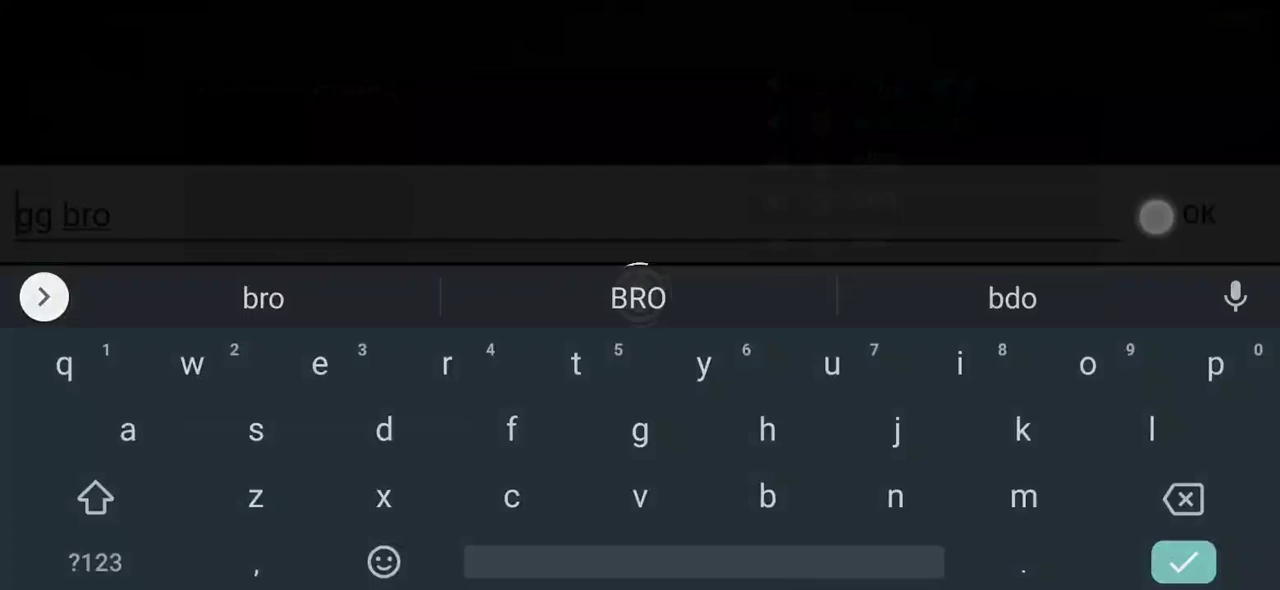 gg bro
OK
bro BRO bdo
q 1 w 2 e 3 r 4 t 5 y 6 u 7 i 8 o 9 p 0
a s d f g h j k l
z x c v b n m
?123 , .